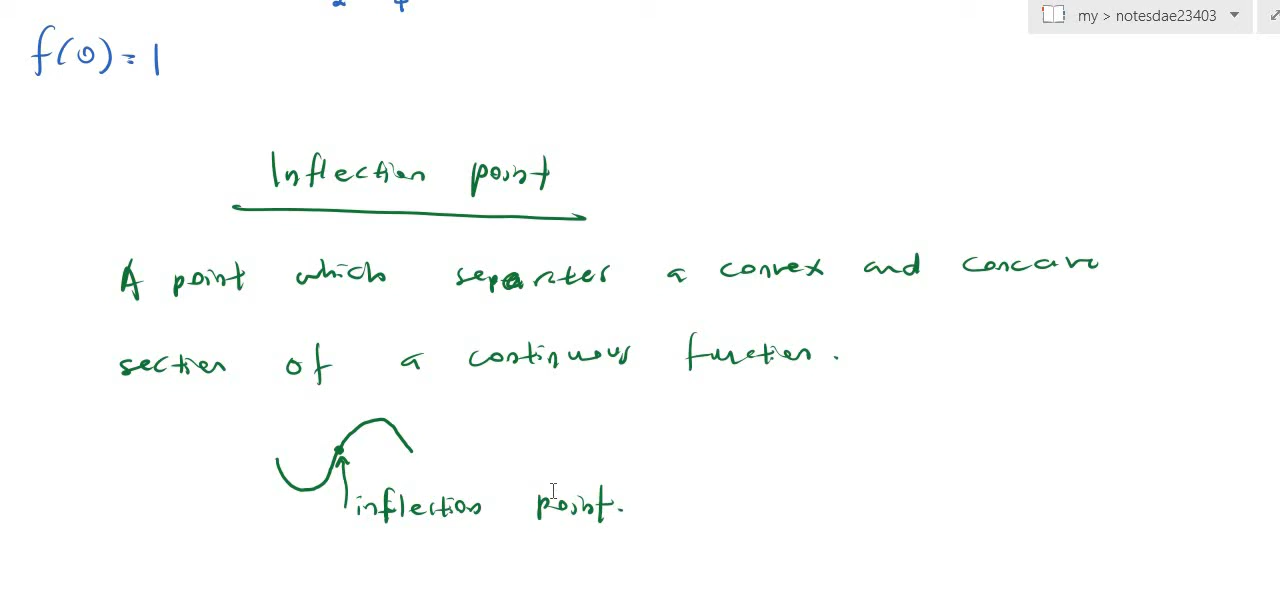 my > notesdae23403
f(0) = 1
Inflection point
A point which separates a convex and concave
section of a continuous function.
inflection point.